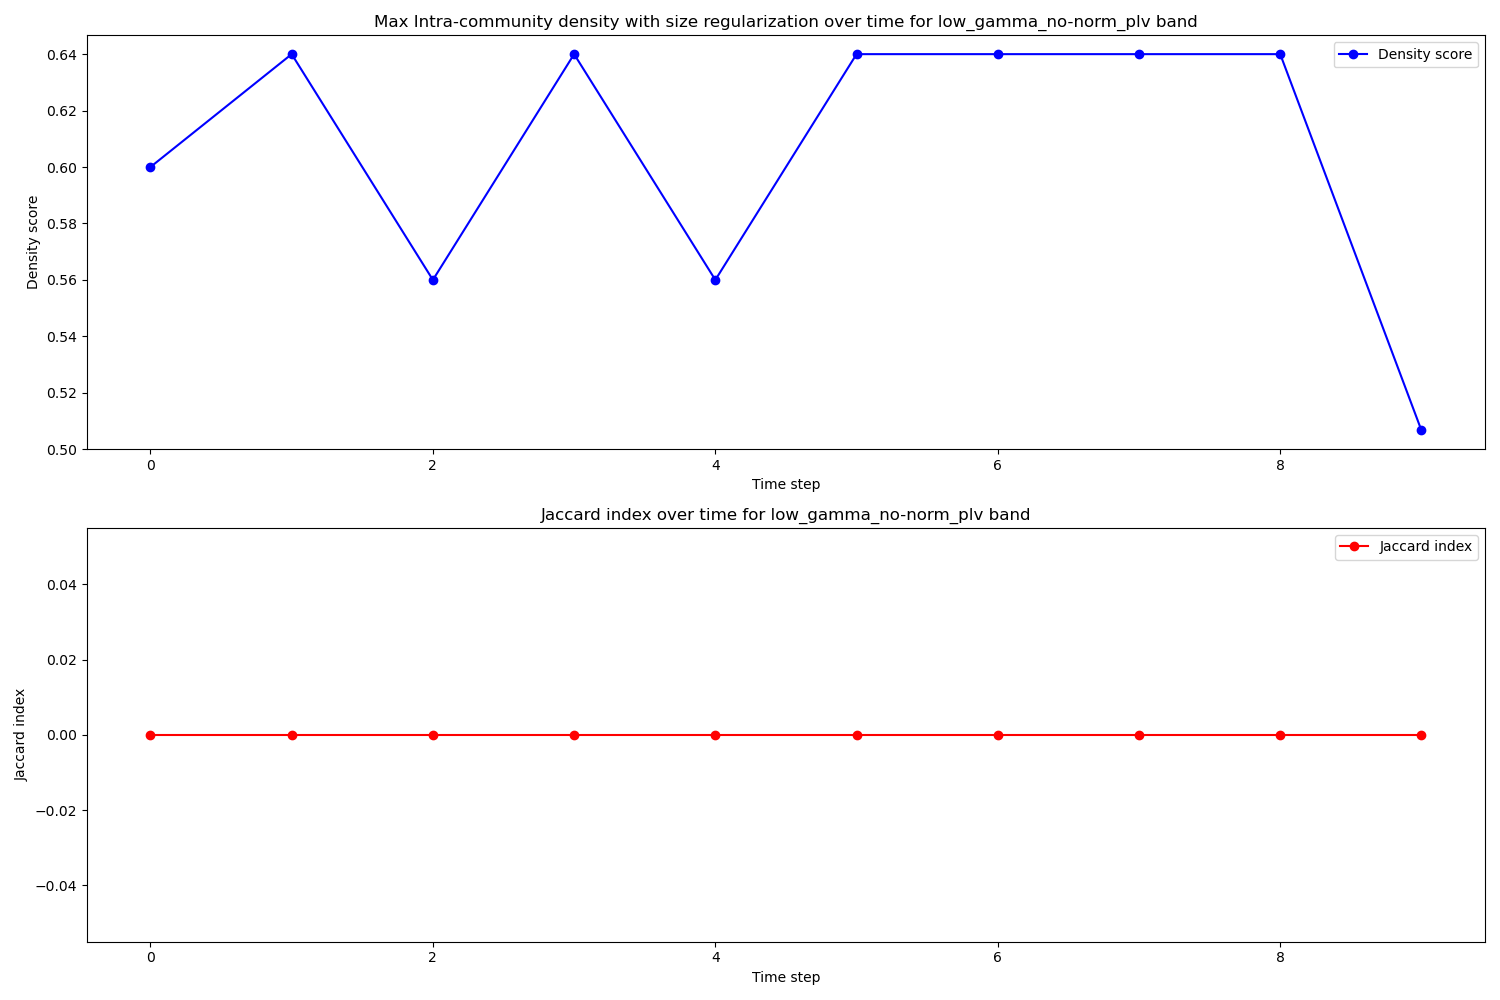 Max Intra-community density with size regularization over time for low_gamma_no-norm_plv band
Density score
0.64
0.62
0.60
0.58
0.56
0.54
0.52
0.50
Density score
0 2 4 6 8
Time step
Jaccard index over time for low_gamma_no-norm_plv band
Jaccard index
0.04
0.02
0.00
−0.02
−0.04
Jaccard index
0 2 4 6 8
Time step